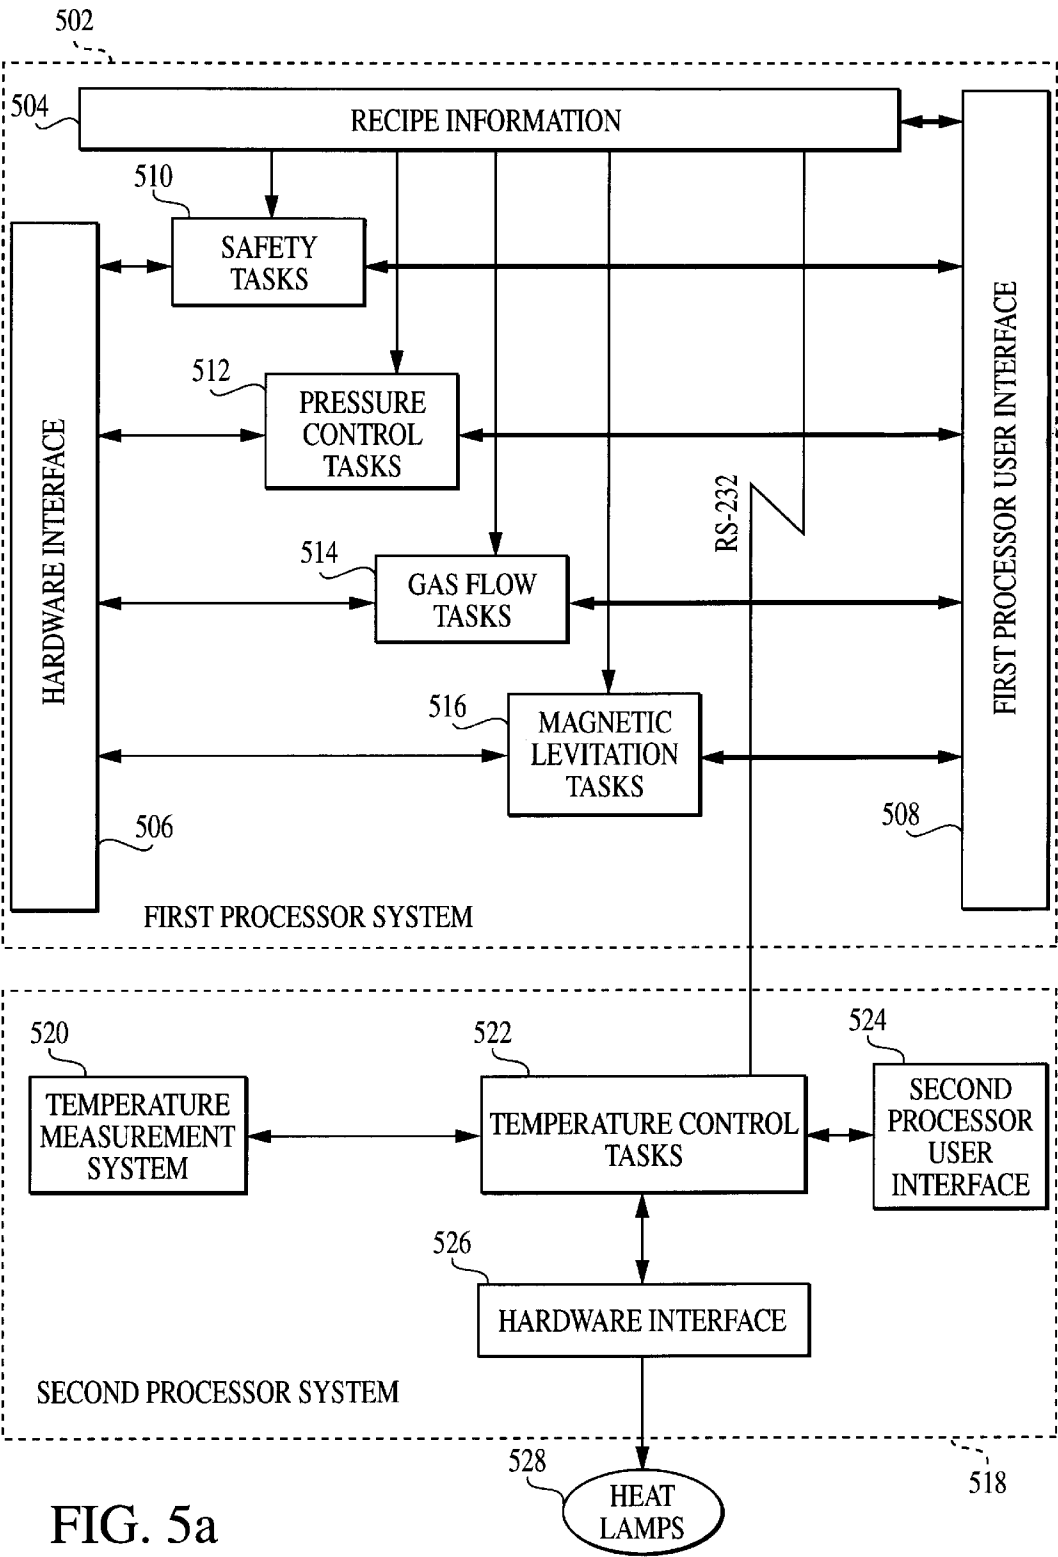 502
504
RECIPE INFORMATION
510
SAFETY
TASKS
512
PRESSURE
CONTROL
TASKS
RS-232
514
GAS FLOW
TASKS
516
MAGNETIC
LEVITATION
TASKS
HARDWARE INTERFACE
FIRST PROCESSOR USER INTERFACE
506
508
FIRST PROCESSOR SYSTEM
520
522
524
TEMPERATURE
MEASUREMENT
SYSTEM
TEMPERATURE CONTROL
TASKS
SECOND
PROCESSOR
USER
INTERFACE
526
HARDWARE INTERFACE
SECOND PROCESSOR SYSTEM
518
528
HEAT
LAMPS
FIG. 5a